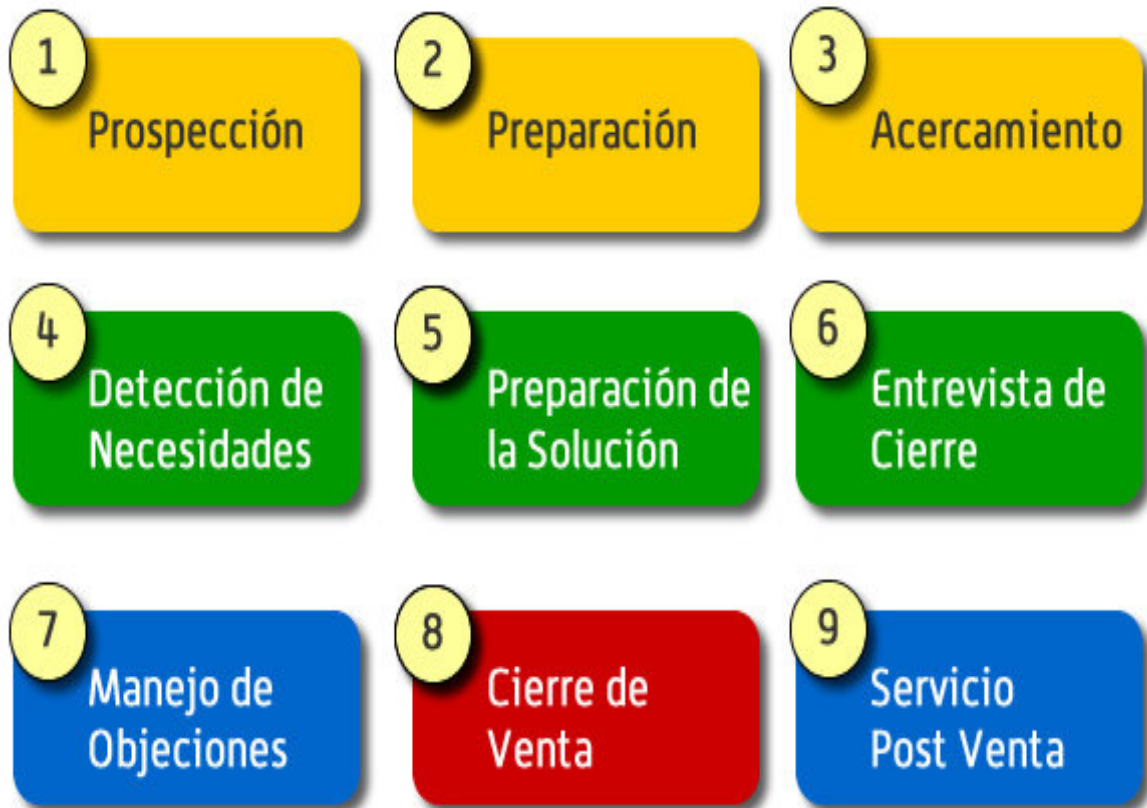 1
Prospección
2
Preparación
3
Acercamiento
4
Detección de
Necesidades
5
Preparación de
la Solución
6
Entrevista de
Cierre
7
Manejo de
Objeciones
8
Cierre de
Venta
9
Servicio
Post Venta